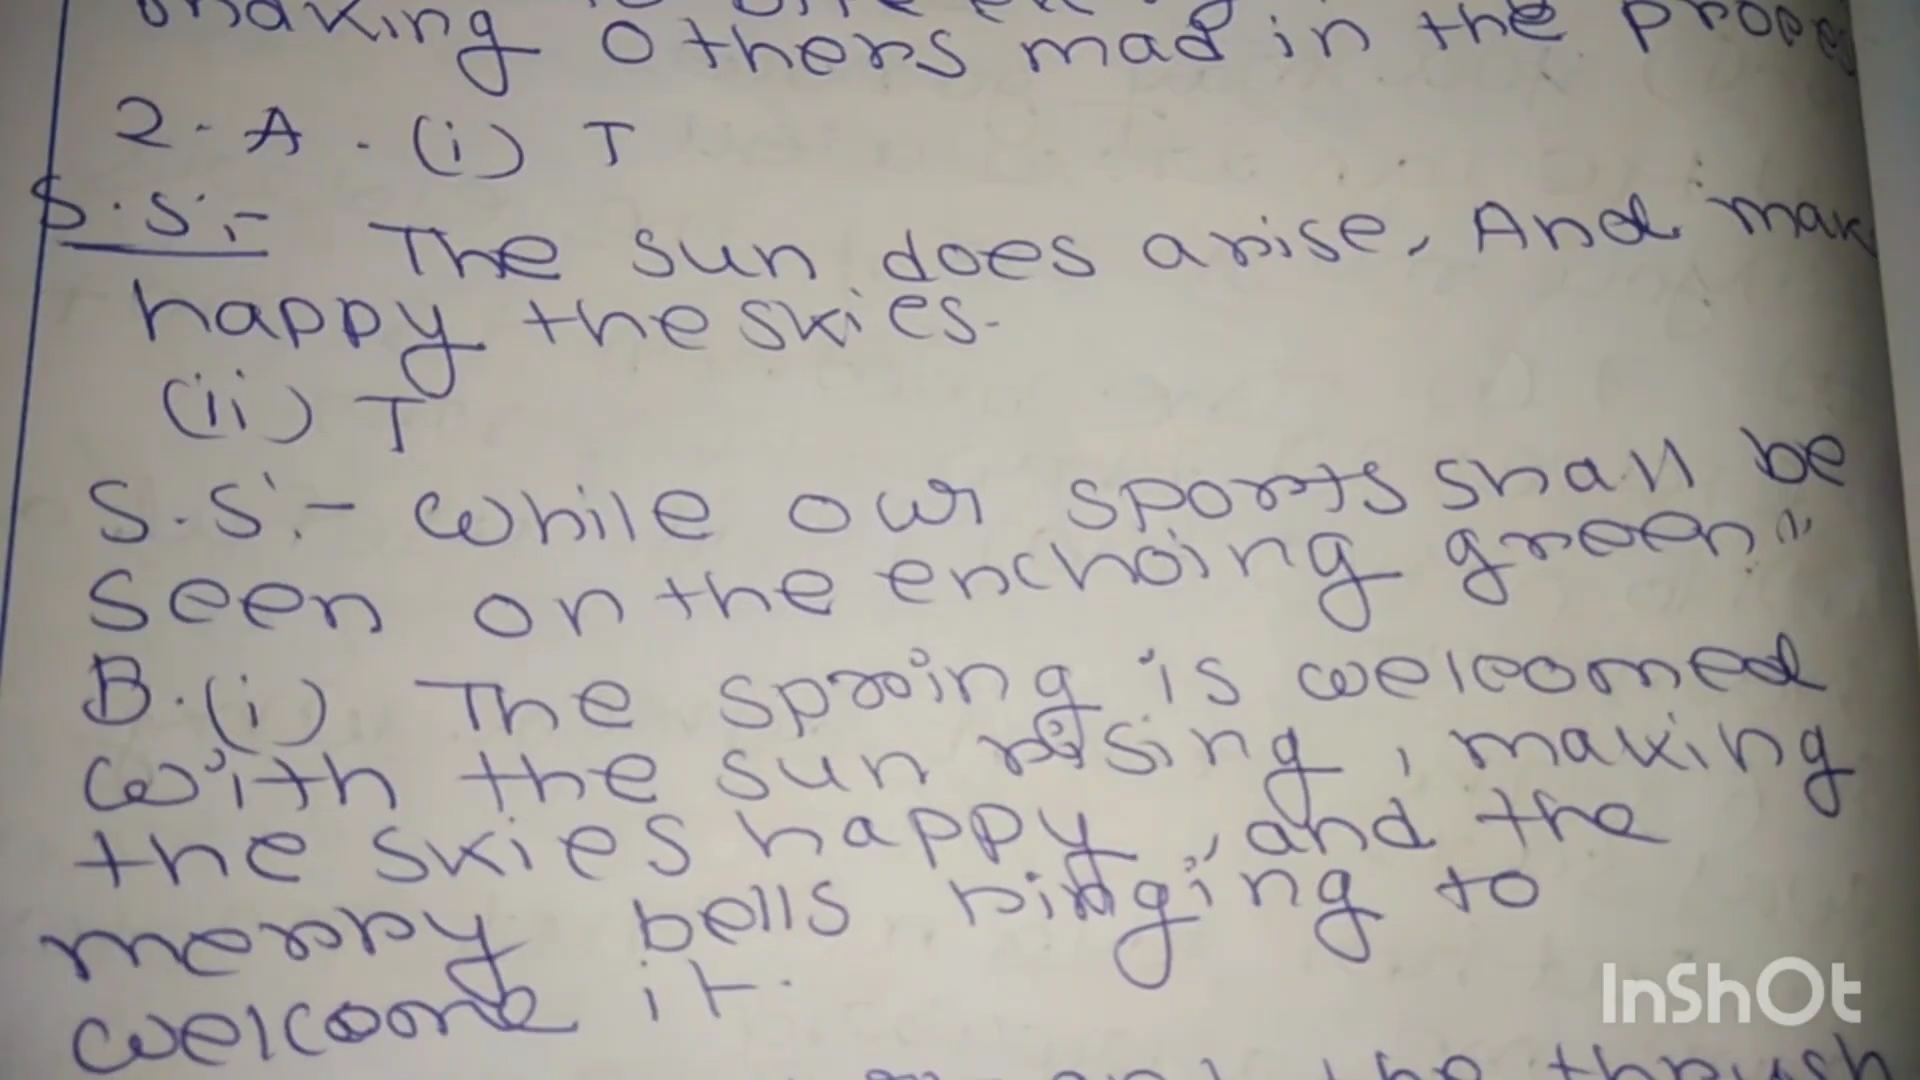 making others mad in the
2. A. (i) T
S.S:- The sun does arise, And mak
happy the skies.
(ii) T
S.S:- While our sports shall be
seen on the enchoing green"
B. (i) The spring is welcomed
with the sun rising, making
the skies happy, and the
merry bells ringing to
welcome it.
the thrush
InShOt